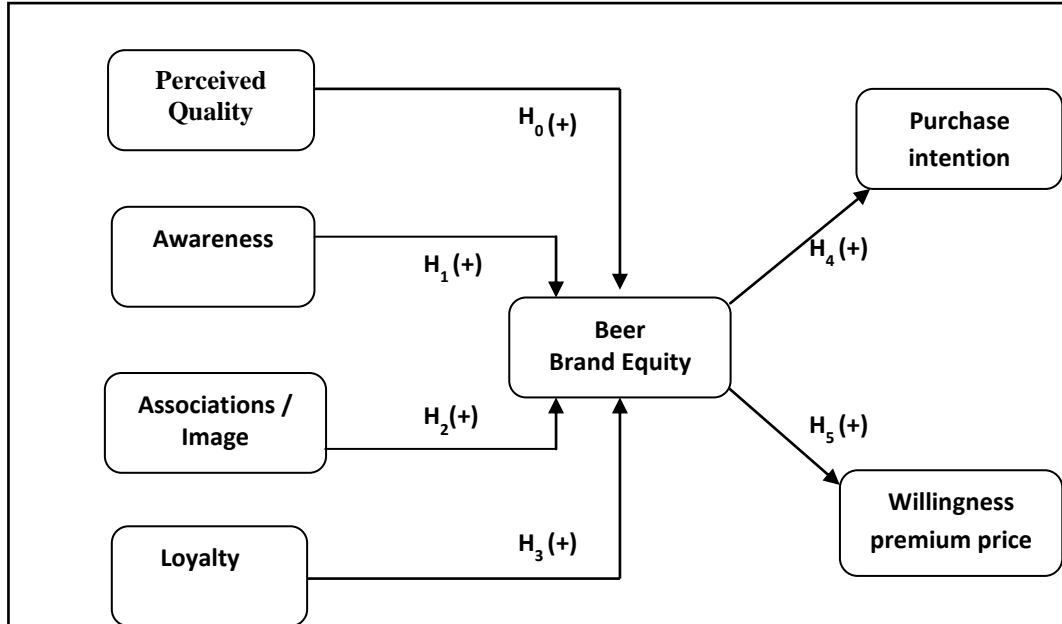 Perceived
Quality
H₀ (+)
Purchase
intention
Awareness
H₁ (+)
H₄ (+)
Beer
Brand Equity
Associations /
Image
H₂(+)
H₅ (+)
Loyalty
H₃ (+)
Willingness
premium price